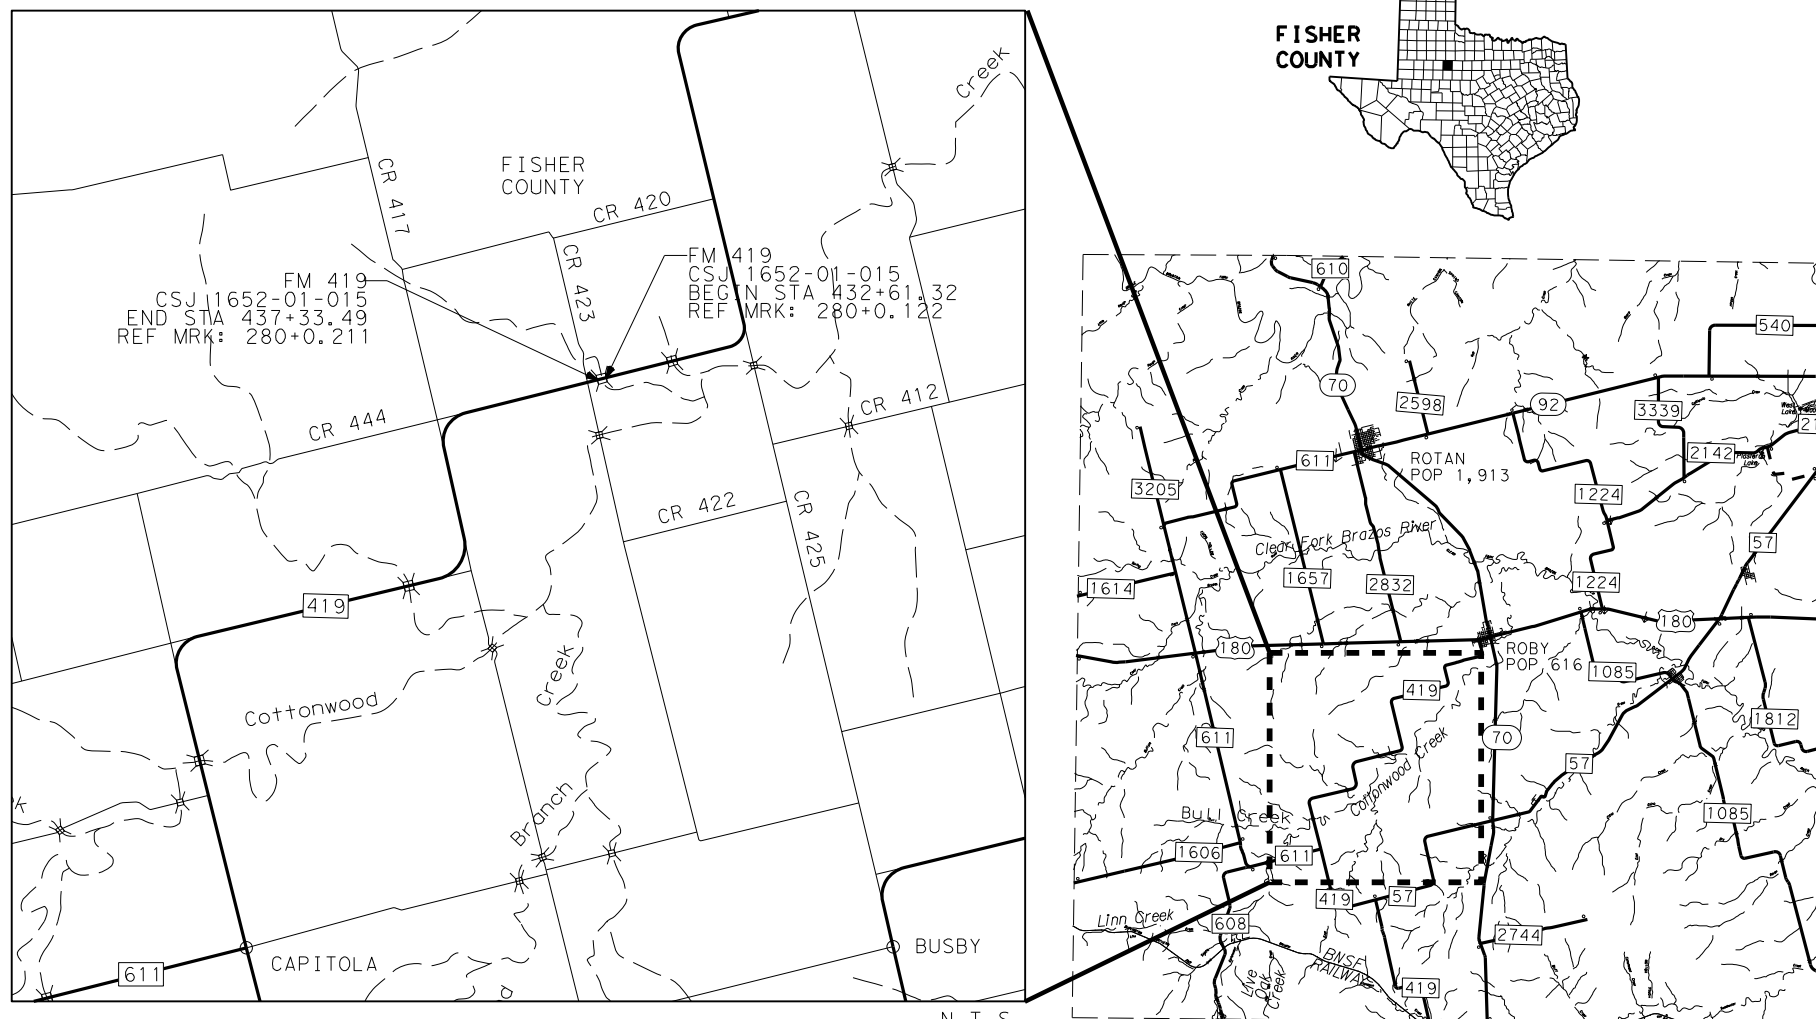 FISHER
COUNTY
Creek
CR 417
FISHER
COUNTY
CR 420
CR 423
FM 419
CSJ 1652-01-015
END STA 437+33.49
REF MRK: 280+0.211
FM 419
CSJ 1652-01-015
BEGIN STA 432+61.32
REF MRK: 280+0.122
CR 412
CR 444
CR 422
CR 425
419
Cottonwood
Creek
Branch
611
CAPITOLA
BUSBY
N.T.S.
610
540
70
2598
92
3339
2142
611
ROTAN
POP 1,913
3205
1224
Clear Fork Brazos River
57
1614
1657
2832
1224
180
180
ROBY
POP 616
1085
419
611
70
1812
Cottonwood Creek
57
Bull Creek
1085
1606
611
419
57
Linn Creek
608
2744
BNSF
RAILWAY
Live
Oak
Creek
419